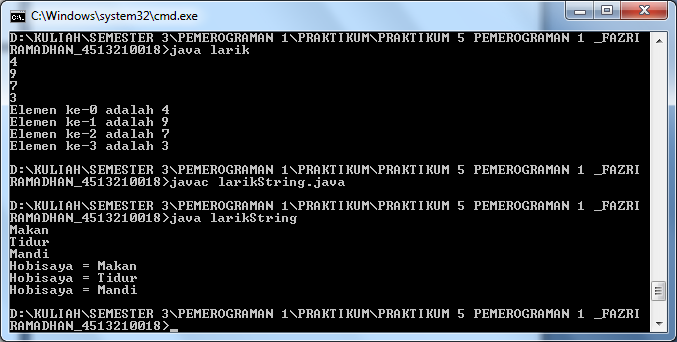 C:\Windows\system32\cmd.exe
D:\KULIAH\SEMESTER 3\PEMEROGRAMAN 1\PRAKTIKUM\PRAKTIKUM 5 PEMEROGRAMAN 1 _FAZRI
RAMADHAN_4513210018>java larik
4
9
7
3
Elemen ke-0 adalah 4
Elemen ke-1 adalah 9
Elemen ke-2 adalah 7
Elemen ke-3 adalah 3
D:\KULIAH\SEMESTER 3\PEMEROGRAMAN 1\PRAKTIKUM\PRAKTIKUM 5 PEMEROGRAMAN 1 _FAZRI
RAMADHAN_4513210018>javac larikString.java
D:\KULIAH\SEMESTER 3\PEMEROGRAMAN 1\PRAKTIKUM\PRAKTIKUM 5 PEMEROGRAMAN 1 _FAZRI
RAMADHAN_4513210018>java larikString
Makan
Tidur
Mandi
Hobisaya = Makan
Hobisaya = Tidur
Hobisaya = Mandi
D:\KULIAH\SEMESTER 3\PEMEROGRAMAN 1\PRAKTIKUM\PRAKTIKUM 5 PEMEROGRAMAN 1 _FAZRI
RAMADHAN_4513210018>_